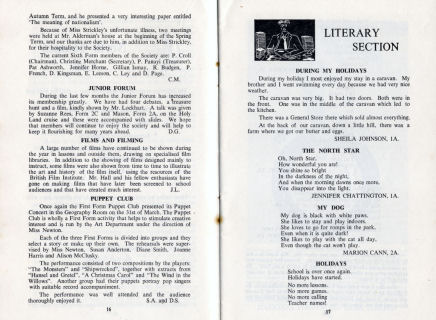 Autumn Term, and he presented a very interesting paper entitled
'The meaning of nationalism'.
Because of Miss Strickley's unfortunate illness, two meetings
were held at Mr. Alderman's house at the beginning of the Spring
Term, and our thanks are due to him, in addition to Miss Strickley,
for their hospitality to the Society.
The current Sixth Form members of the Society are: P. Croll
(Chairman), Christine Merchant (Secretary), P. Panayi (Treasurer),
Pat Ashworth, Jennifer Horne, Gillian R. Budgen, P.
French, D. Kingsman, E. Leeson, C. Ley and D. Page.
C.M.
JUNIOR FORUM
During the last few months the Junior Forum has increased
its membership greatly. We have had four debates, a treasure
hunt and a film, kindly shown by Mr. Lockhart. A talk was given
by Suzanne Rees, Form 2C and Mason, Form 2A, on the Holy
Land cruise and these were accompanied with slides. We hope
that members will continue to enjoy the society and will help to
keep it flourishing for many years ahead. D.G.
FILMS AND FILMING
A large number of films have continued to be shown during
the year in lessons and outside them, drawing on specialised film
libraries. In addition to the showing of films designed mainly to
instruct, some films were also shown from time to time to illustrate
the art and history of the film itself, using the resources of the
British Film Institute. Mr. Hall and his fellow enthusiasts have
gone on making films that have later been screened to school
audiences and that have created much interest. J.L.
PUPPET CLUB
Once again the First Form Puppet Club presented its Puppet
Concert in the Geography Room on the 31st of March. The Puppet
Club is wholly a First Form activity that helps to stimulate creative
interest and is run by the Art Department under the direction of
Miss Newton.
Each of the three First Forms is divided into groups and they
select a story or make up their own. The rehearsals were super-
vised by Miss Newton, Susan Anderton, Diane Smith, Joanne
Harris and Alison McClusky.
The performance consisted of two compositions by the players:
"The Monsters" and "Shipwrecked", together with extracts from
"Hansel and Gretel", "A Christmas Carol" and "The Wind in the
Willows". Another group had their puppets portray pop singers
with suitable record accompaniment.
The performance was well attended and the audience
thoroughly enjoyed it. S.A. and D.S.
16
LITERARY
SECTION
DURING MY HOLIDAYS
During my holiday I most enjoyed my stay in a caravan. My
brother and I went swimming every day because we had very nice
weather.
The caravan was very big. It had two doors. Both were in
the front. One was in the middle of the caravan which led to
the kitchen.
There was a General Store there which sold almost everything.
At the back of our caravan, down a little hill, there was a
farm where we got our butter and eggs.
SHEILA JOHNSON, 1A.
THE NORTH STAR
Oh, North Star,
How wonderful you are!
You shine so bright
In the darkness of the night,
And when the morning dawns once more,
You disappear into the light.
JENNIFER CHATTINGTON, 1A.
MY DOG
My dog is black with white paws.
She likes to stay and play indoors.
She loves to go for romps in the park,
Even when it is quite dark!
She likes to play with the cat all day,
Even though the cat won't play.
MARION CANN, 2A.
HOLIDAYS
School is over once again.
Holidays have started.
No more lessons.
No more games.
No more calling
Teacher names!
17